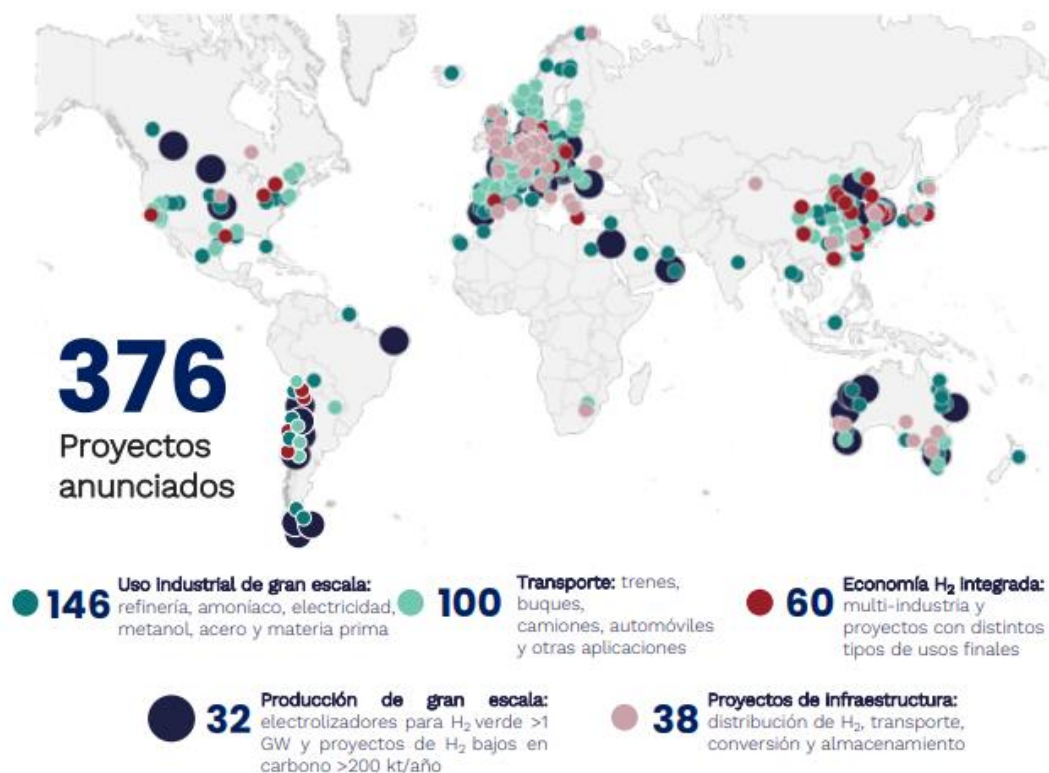 376
Proyectos
anunciados
146
Uso industrial de gran escala:
refinería, amoníaco, electricidad,
metanol, acero y materia prima
100
Transporte: trenes,
buques,
camiones, automóviles
y otras aplicaciones
60
Economía H₂ integrada:
multi-industria y
proyectos con distintos
tipos de usos finales
32
Producción de gran escala:
electrolizadores para H₂ verde >1
GW y proyectos de H₂ bajos en
carbono >200 kt/año
38
Proyectos de infraestructura:
distribución de H₂, transporte,
conversión y almacenamiento